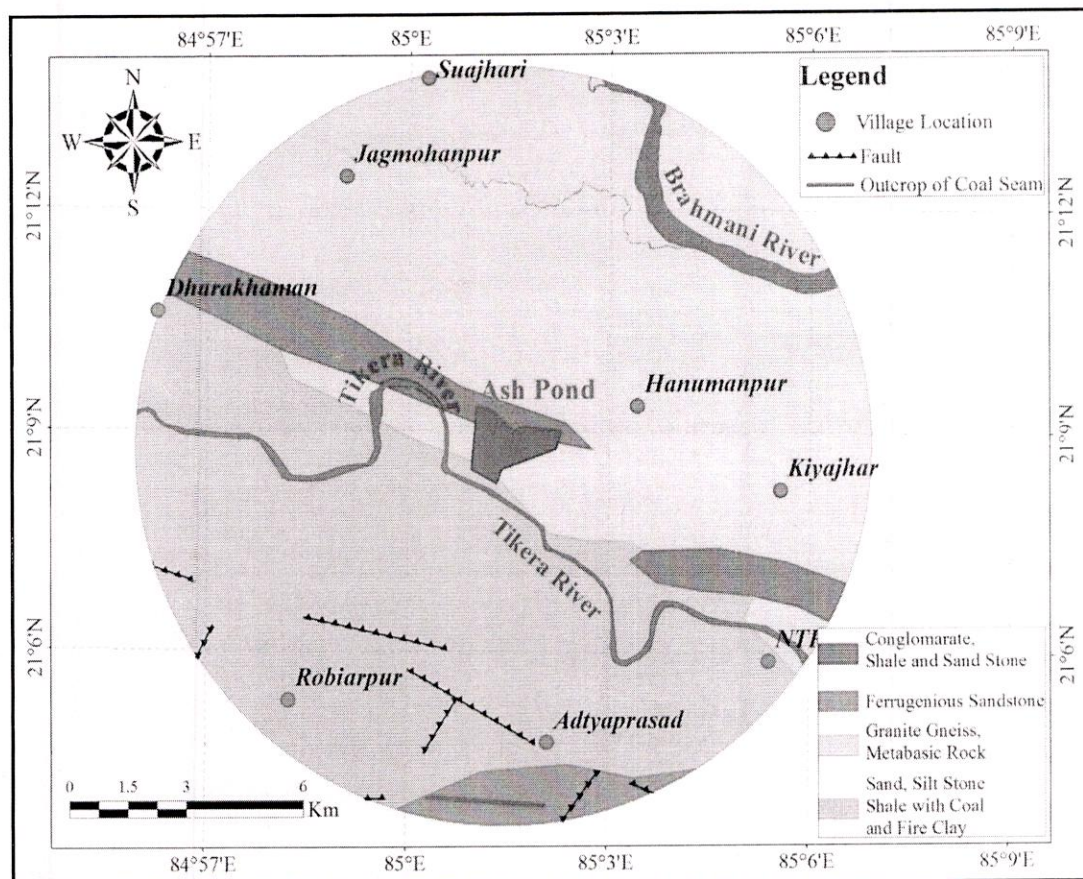 84°57'E 85°0'E 85°3'E 85°6'E 85°9'E
N
W E
S
Suajhari
Legend
Village Location
Fault
Outcrop of Coal Seam
Jagmohanpur
Brahmani River
21°12'N
21°12'N
Dharakhaman
Tikera River
Ash Pond
Hanumanpur
21°9'N
21°9'N
Kiyajhar
Tikera River
21°6'N
21°6'N
Robiarpur
Adtyaprasad
Conglomarate,
Shale and Sand Stone
Ferrugenious Sandstone
Granite Gneiss,
Metabasic Rock
Sand, Silt Stone
Shale with Coal
and Fire Clay
0 1.5 3 6
Km
84°57'E 85°E 85°3'E 85°6'E 85°9'E